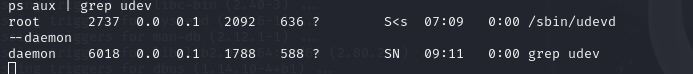 ps aux | grep udev
root      2737  0.0  0.1   2092   636 ?        S<s  07:09   0:00 /sbin/udevd
--daemon
daemon    6018  0.0  0.1   1788   588 ?        SN   09:11   0:00 grep udev